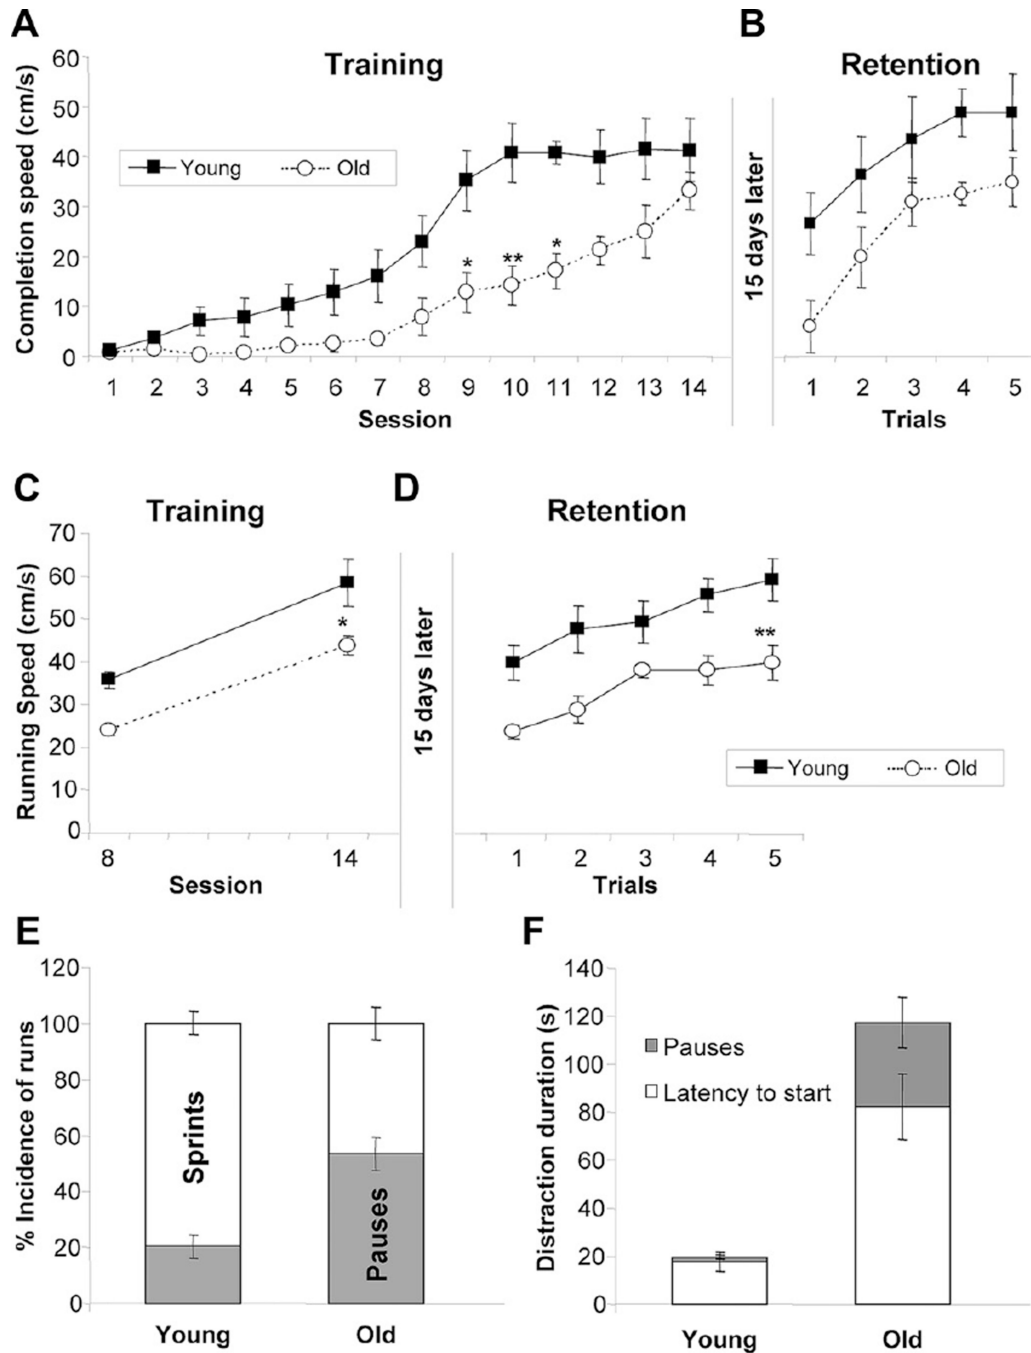 A
Training
Completion speed (cm/s)
60
50
40
30
20
10
0
Young
Old
*
**
*
1 2 3 4 5 6 7 8 9 10 11 12 13 14
Session
B
Retention
15 days later
1 2 3 4 5
Trials
C
Training
Running Speed (cm/s)
70
60
50
40
30
20
10
0
*
8 14
Session
D
Retention
15 days later
**
Young
Old
1 2 3 4 5
Trials
E
% Incidence of runs
120
100
80
60
40
20
0
Sprints
Pauses
Young Old
F
Distraction duration (s)
140
120
100
80
60
40
20
0
Pauses
Latency to start
Young Old